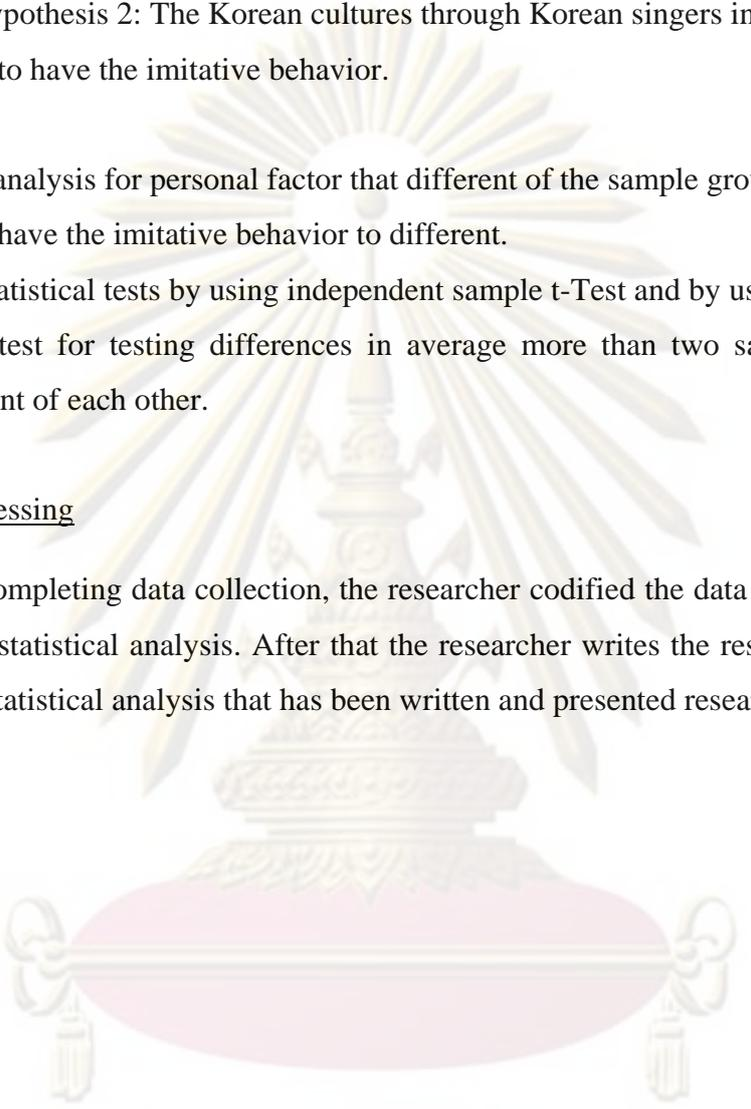 ypothesis 2: The Korean cultures through Korean singers in
to have the imitative behavior.
analysis for personal factor that different of the sample gro
have the imitative behavior to different.
atistical tests by using independent sample t-Test and by us
test for testing differences in average more than two sa
nt of each other.
essing
ompleting data collection, the researcher codified the data
statistical analysis. After that the researcher writes the res
tatistical analysis that has been written and presented resea